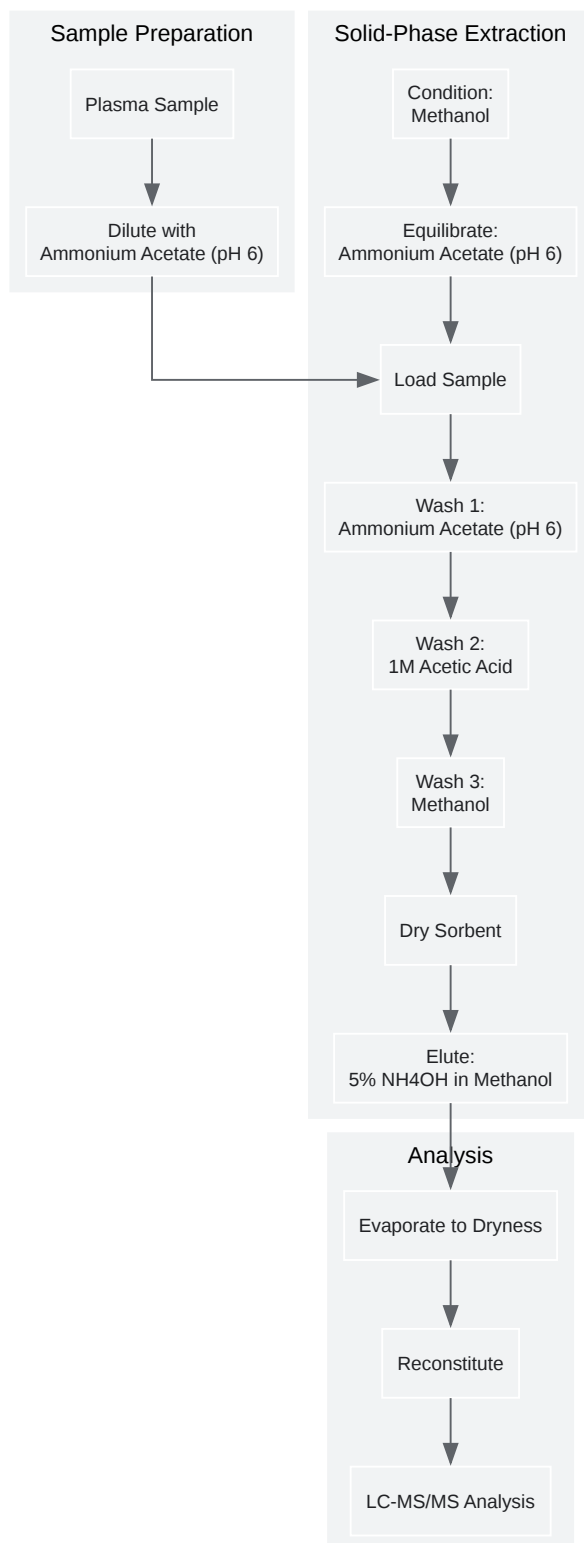 Sample Preparation
Plasma Sample
Dilute with
Ammonium Acetate (pH 6)
Solid-Phase Extraction
Condition:
Methanol
Equilibrate:
Ammonium Acetate (pH 6)
Load Sample
Wash 1:
Ammonium Acetate (pH 6)
Wash 2:
1M Acetic Acid
Wash 3:
Methanol
Dry Sorbent
Elute:
5% NH4OH in Methanol
Analysis
Evaporate to Dryness
Reconstitute
LC-MS/MS Analysis